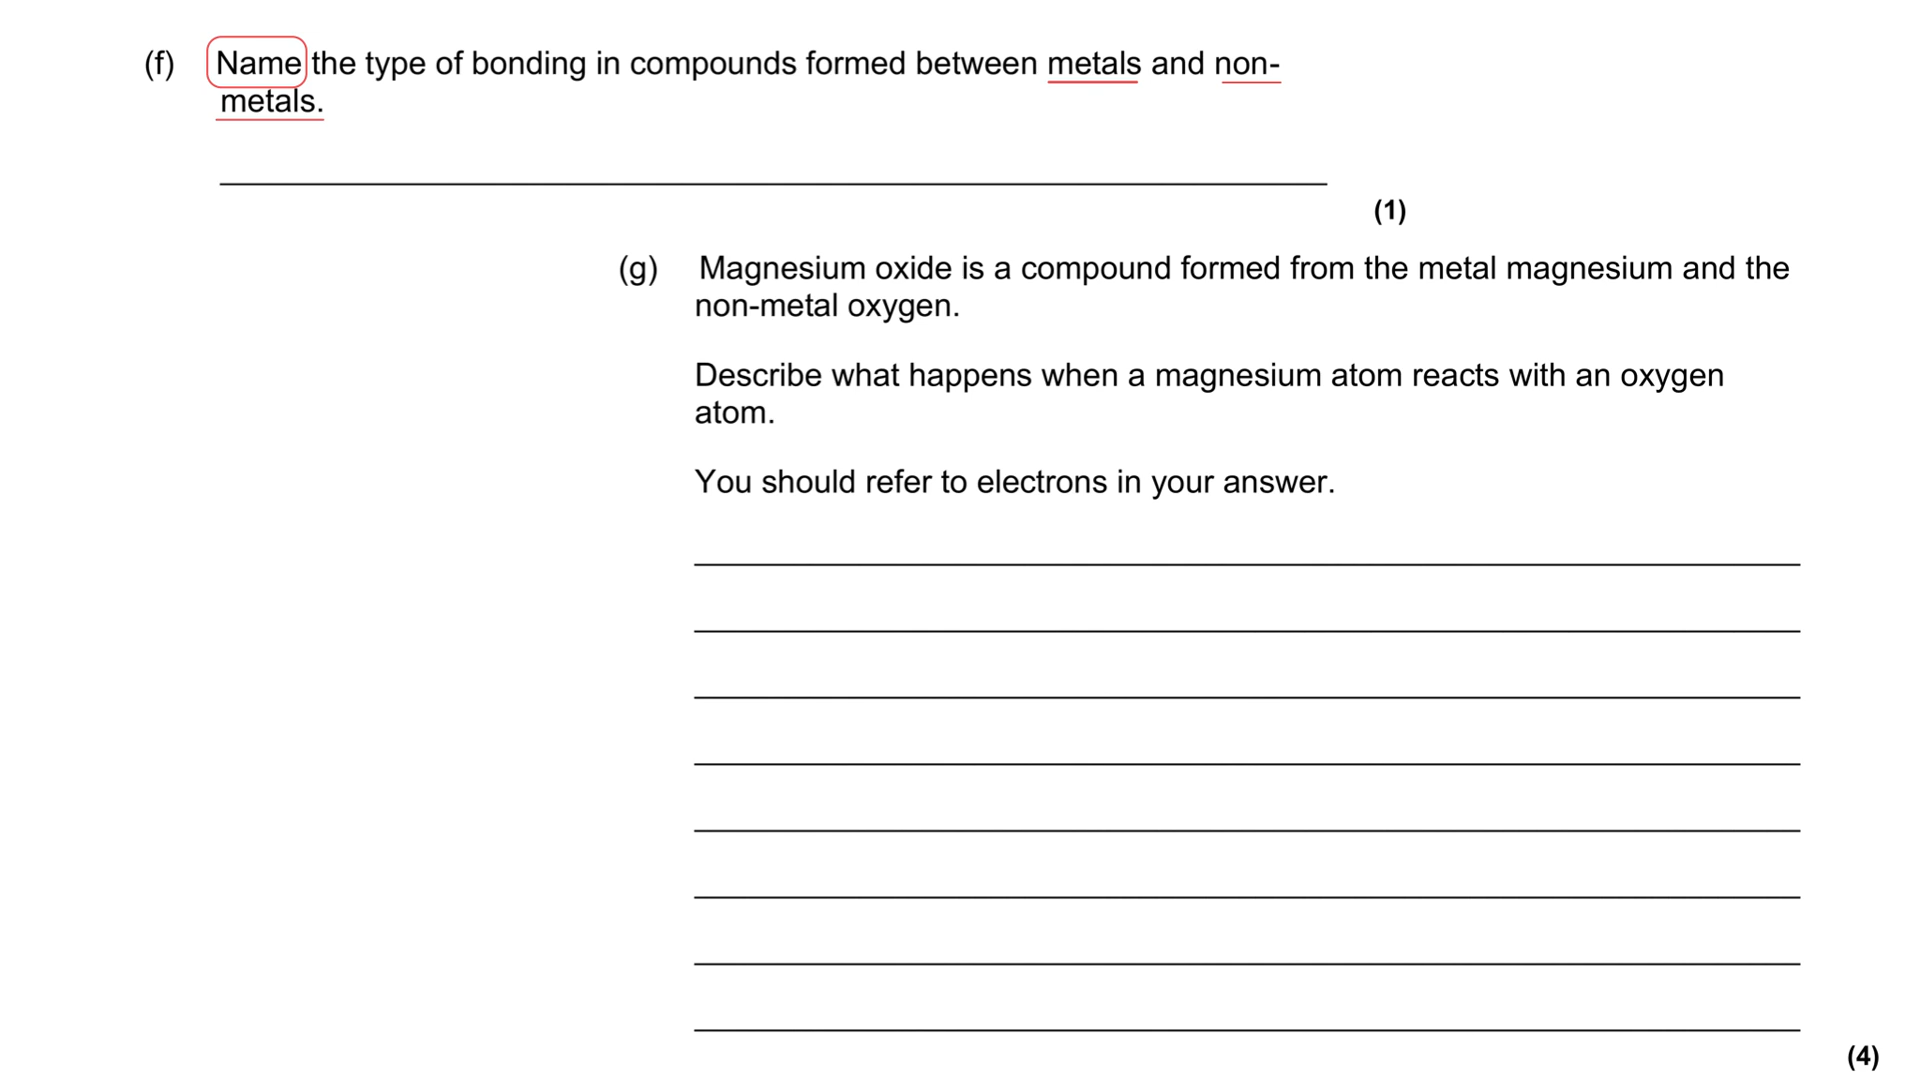 (f) Name the type of bonding in compounds formed between metals and non-
metals.
(1)
(g) Magnesium oxide is a compound formed from the metal magnesium and the
non-metal oxygen.
Describe what happens when a magnesium atom reacts with an oxygen
atom.
You should refer to electrons in your answer.
(4)